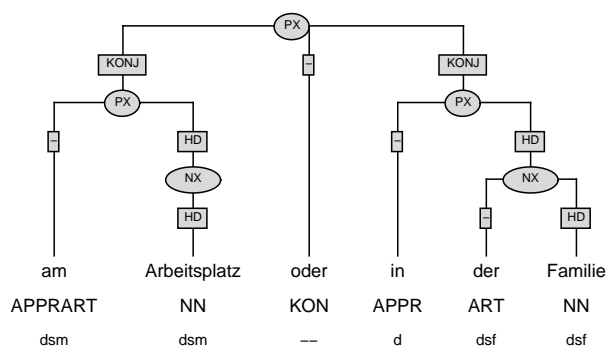 PX
KONJ – KONJ
PX PX
– HD – HD
NX NX
HD – HD
am Arbeitsplatz oder in der Familie
APPRART NN KON APPR ART NN
dsm dsm −− d dsf dsf